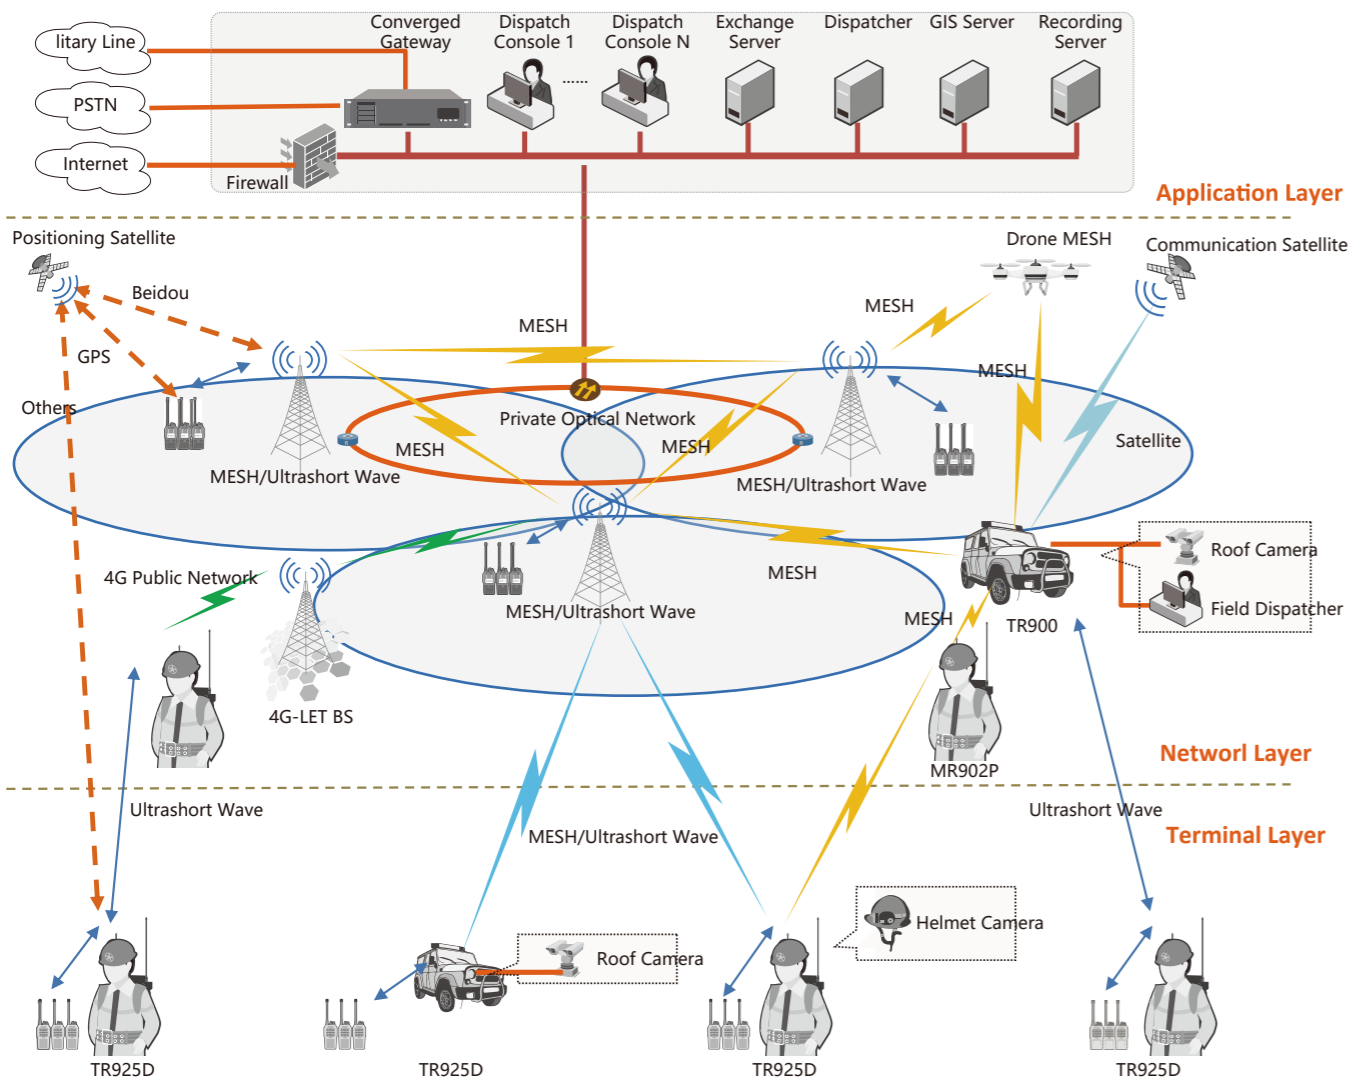 Converged
Gateway
Dispatch
Console 1
......
Dispatch
Console N
Exchange
Server
Dispatcher
GIS Server
Recording
Server
litary Line
PSTN
Internet
Firewall
Application Layer
Positioning Satellite
Beidou
GPS
Others
MESH
Drone MESH
Communication Satellite
MESH
MESH
Private Optical Network
MESH
MESH
Satellite
MESH/Ultrashort Wave
MESH/Ultrashort Wave
4G Public Network
MESH/Ultrashort Wave
MESH
Roof Camera
Field Dispatcher
TR900
MESH
4G-LET BS
MR902P
Networl Layer
Ultrashort Wave
MESH/Ultrashort Wave
Ultrashort Wave
Terminal Layer
Helmet Camera
Roof Camera
TR925D
TR925D
TR925D
TR925D